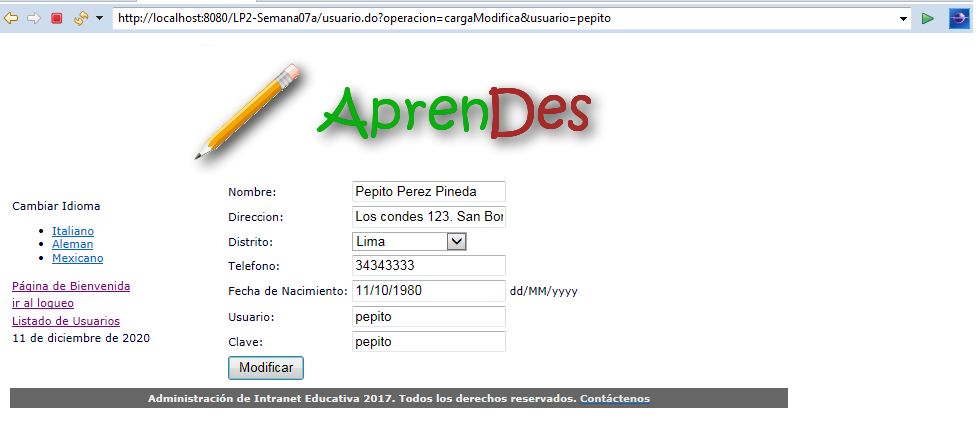 http://localhost:8080/LP2-Semana07a/usuario.do?operacion=cargaModifica&usuario=pepito
AprenDes
Cambiar Idioma
Italiano
Aleman
Mexicano
Página de Bienvenida
ir al loqueo
Listado de Usuarios
11 de diciembre de 2020
Nombre: Pepito Perez Pineda
Direccion: Los condes 123. San Bor
Distrito: Lima
Telefono: 34343333
Fecha de Nacimiento: 11/10/1980 dd/MM/yyyy
Usuario: pepito
Clave: pepito
Modificar
Administración de Intranet Educativa 2017. Todos los derechos reservados. Contáctenos